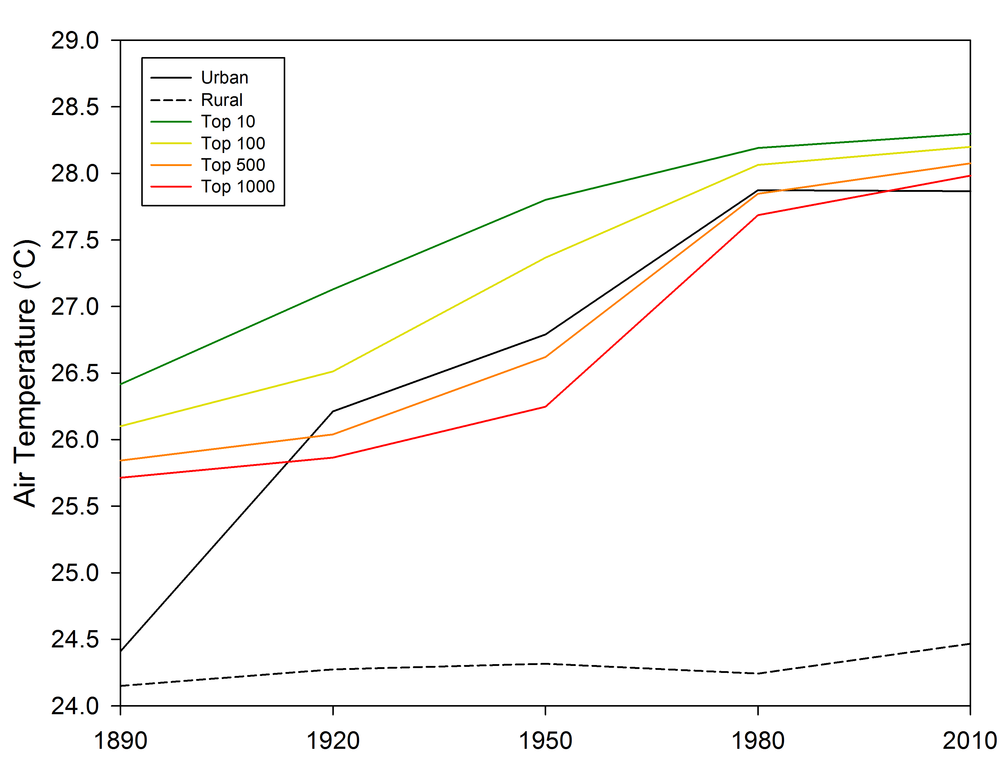 29.0
28.5
28.0
27.5
27.0
26.5
26.0
25.5
25.0
24.5
24.0
Air Temperature (°C)
Urban
Rural
Top 10
Top 100
Top 500
Top 1000
1890 1920 1950 1980 2010